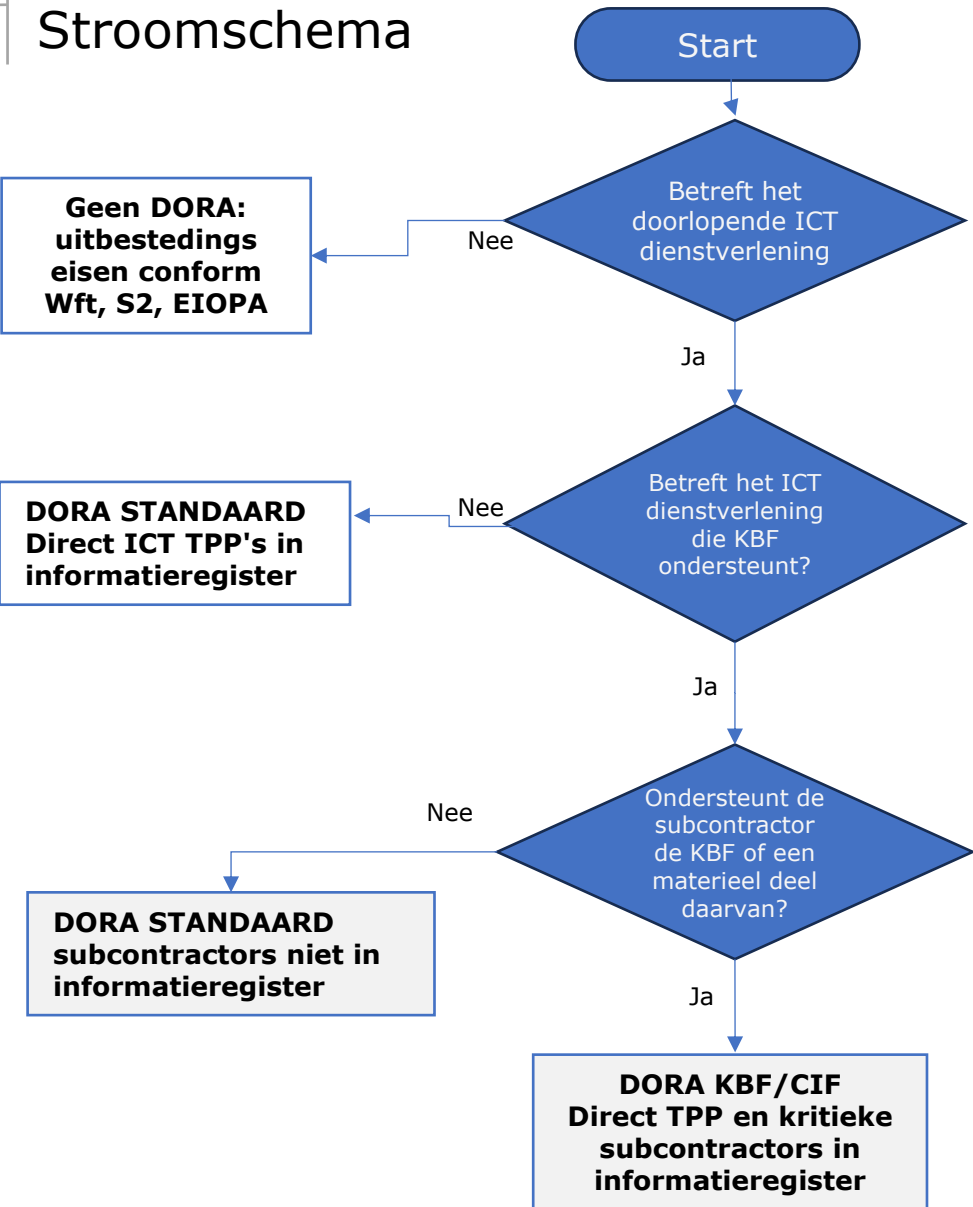 Stroomschema
Start
Betreft het
doorlopende ICT
dienstverlening
Nee
Geen DORA:
uitbestedings
eisen conform
Wft, S2, EIOPA
Ja
Betreft het ICT
dienstverlening
die KBF
ondersteunt?
Nee
DORA STANDAARD
Direct ICT TPP's in
informatieregister
Ja
Ondersteunt de
subcontractor
de KBF of een
materieel deel
daarvan?
Nee
DORA STANDAARD
subcontractors niet in
informatieregister
Ja
DORA KBF/CIF
Direct TPP en kritieke
subcontractors in
informatieregister